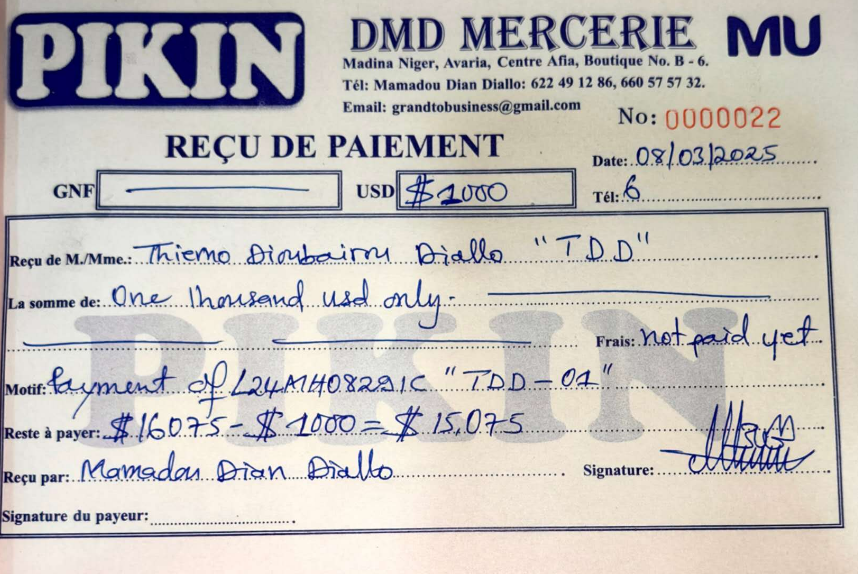 PIKIN
DMD MERCERIE MU
Madina Niger, Avaria, Centre Afia, Boutique No. B - 6.
Tél: Mamadou Dian Diallo: 622 49 12 86, 660 57 57 32.
Email: grandtobusiness@gmail.com
No: 0000022
REÇU DE PAIEMENT
Date: 08/03/2025
GNF USD $1000 Tél: 6
Reçu de M./Mme.: Thierno Dioubairou Diallo "TDD"
La somme de: One thousand usd only.
Frais: not paid yet
Motif: Payment of L24A1408291C "TDD-01"
Reste à payer: $16075 - $1000 = $15,075
Reçu par: Mamadou Dian Diallo Signature:
Signature du payeur:
PIKIN